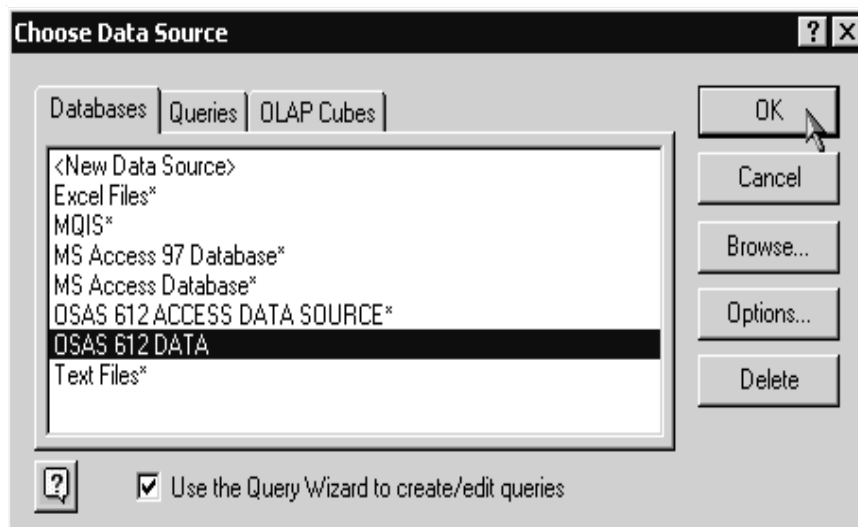 Choose Data Source
Databases
Queries
OLAP Cubes
<New Data Source>
Excel Files*
MQIS*
MS Access 97 Database*
MS Access Database*
OSAS 612 ACCESS DATA SOURCE*
OSAS 612 DATA
Text Files*
OK
Cancel
Browse...
Options...
Delete
Use the Query Wizard to create/edit queries